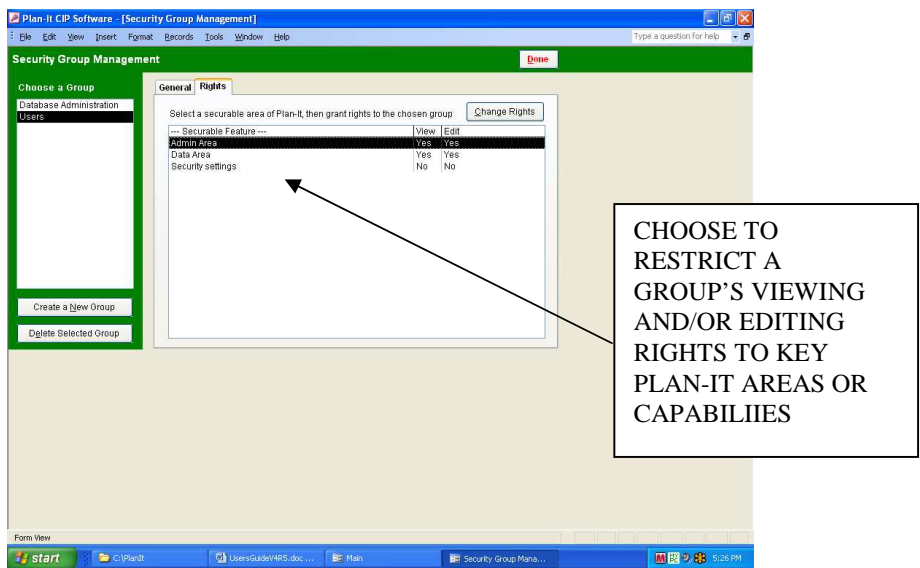 Plan-It CIP Software - [Security Group Management]
File Edit View Insert Format Records Tools Window Help Type a question for help
Security Group Management Done
Choose a Group
Database Administration
Users
Create a New Group
Delete Selected Group
General Rights
Select a securable area of Plan-It, then grant rights to the chosen group Change Rights
--- Securable Feature --- View Edit
Admin Area Yes Yes
Data Area Yes Yes
Security settings No No
CHOOSE TO
RESTRICT A
GROUP'S VIEWING
AND/OR EDITING
RIGHTS TO KEY
PLAN-IT AREAS OR
CAPABILIIES
Form View
start C:\PlanIt UsersGuideV4R5.doc ... Main Security Group Mana... 5:26 PM